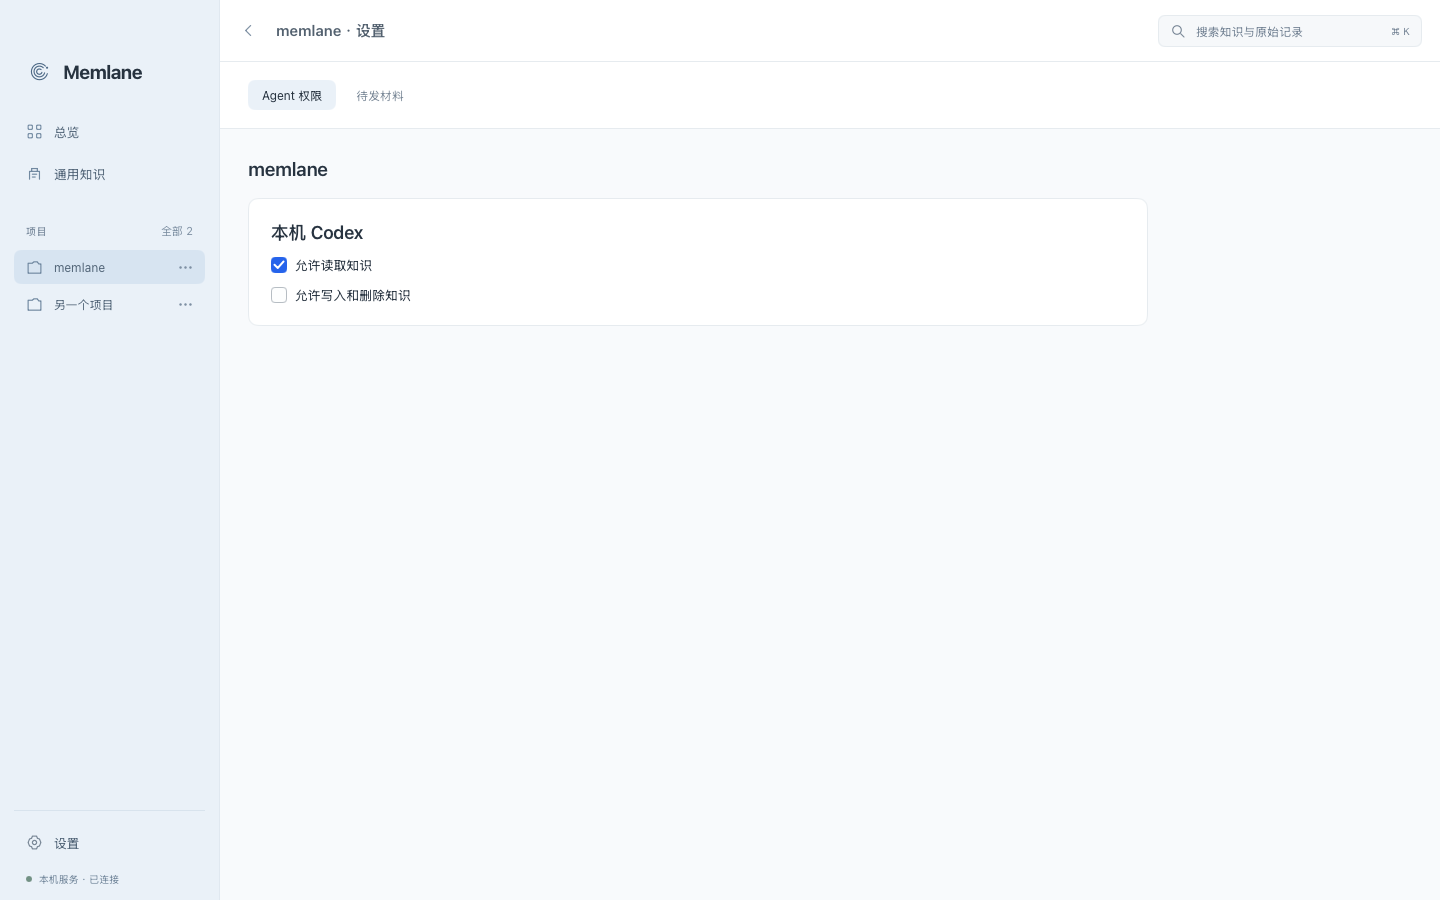 memlane · 设置
搜索知识与原始记录
⌘ K
Memlane
总览
通用知识
项目
全部 2
memlane
另一个项目
设置
本机服务 · 已连接
Agent 权限
待发材料
memlane
本机 Codex
允许读取知识
允许写入和删除知识